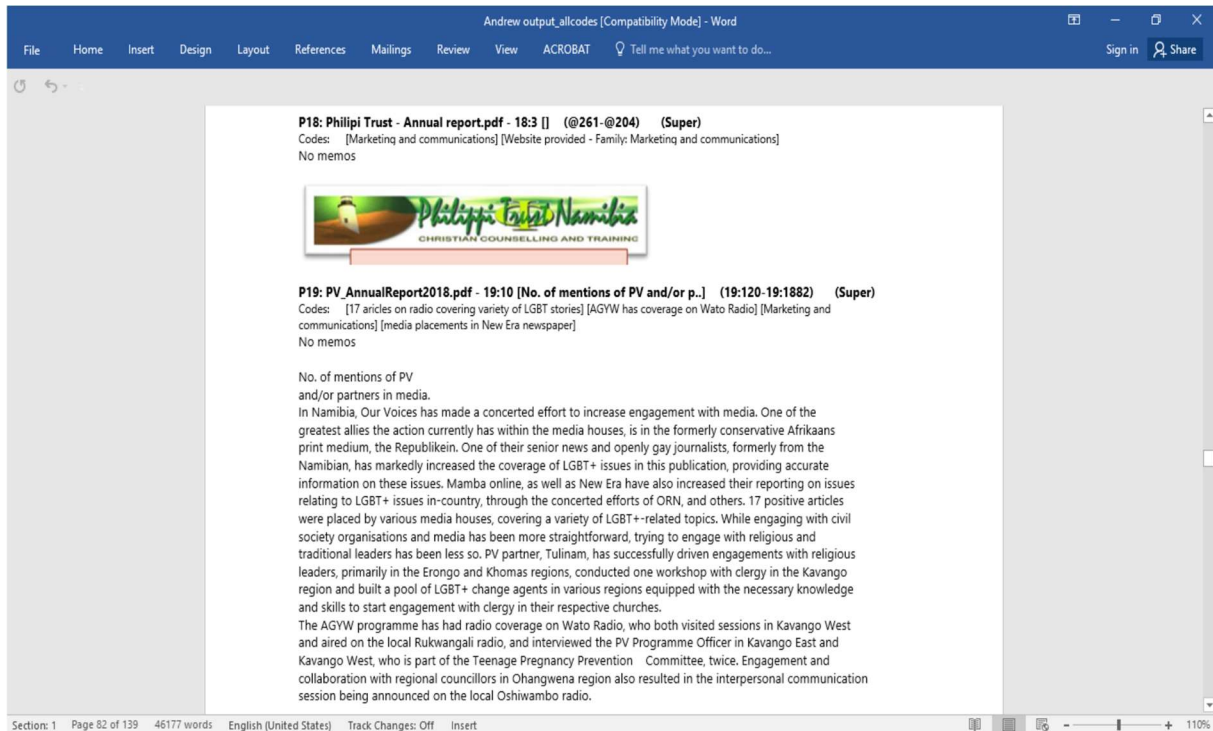 Andrew output_allcodes [Compatibility Mode] - Word
File Home Insert Design Layout References Mailings Review View ACROBAT Tell me what you want to do... Sign in Share
P18: Philipi Trust - Annual report.pdf - 18:3 [] (@261-@204) (Super)
Codes: [Marketing and communications] [Website provided - Family: Marketing and communications]
No memos
Philippi Trust Namibia
CHRISTIAN COUNSELLING AND TRAINING
P19: PV_AnnualReport2018.pdf - 19:10 [No. of mentions of PV and/or p..] (19:120-19:1882) (Super)
Codes: [17 aricles on radio covering variety of LGBT stories] [AGYW has coverage on Wato Radio] [Marketing and
communications] [media placements in New Era newspaper]
No memos
No. of mentions of PV
and/or partners in media.
In Namibia, Our Voices has made a concerted effort to increase engagement with media. One of the
greatest allies the action currently has within the media houses, is in the formerly conservative Afrikaans
print medium, the Republikein. One of their senior news and openly gay journalists, formerly from the
Namibian, has markedly increased the coverage of LGBT+ issues in this publication, providing accurate
information on these issues. Mamba online, as well as New Era have also increased their reporting on issues
relating to LGBT+ issues in-country, through the concerted efforts of ORN, and others. 17 positive articles
were placed by various media houses, covering a variety of LGBT+-related topics. While engaging with civil
society organisations and media has been more straightforward, trying to engage with religious and
traditional leaders has been less so. PV partner, Tulinam, has successfully driven engagements with religious
leaders, primarily in the Erongo and Khomas regions, conducted one workshop with clergy in the Kavango
region and built a pool of LGBT+ change agents in various regions equipped with the necessary knowledge
and skills to start engagement with clergy in their respective churches.
The AGYW programme has had radio coverage on Wato Radio, who both visited sessions in Kavango West
and aired on the local Rukwangali radio, and interviewed the PV Programme Officer in Kavango East and
Kavango West, who is part of the Teenage Pregnancy Prevention Committee, twice. Engagement and
collaboration with regional councillors in Ohangwena region also resulted in the interpersonal communication
session being announced on the local Oshiwambo radio.
Section: 1 Page 82 of 139 46177 words English (United States) Track Changes: Off Insert 110%